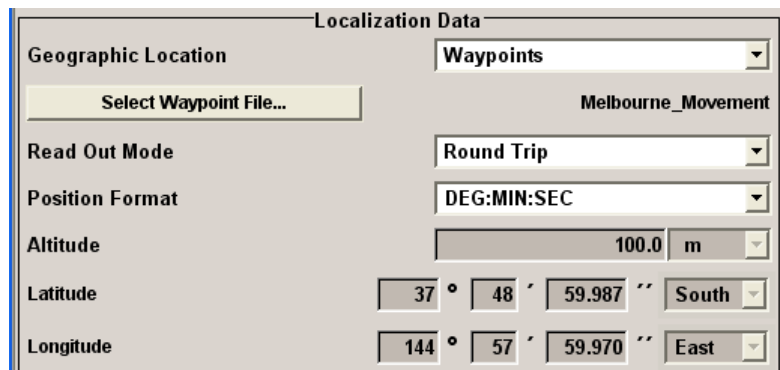 Localization Data
Geographic Location Waypoints
Select Waypoint File... Melbourne_Movement
Read Out Mode Round Trip
Position Format DEG:MIN:SEC
Altitude 100.0 m
Latitude 37 ° 48 ′ 59.987 ′′ South
Longitude 144 ° 57 ′ 59.970 ′′ East